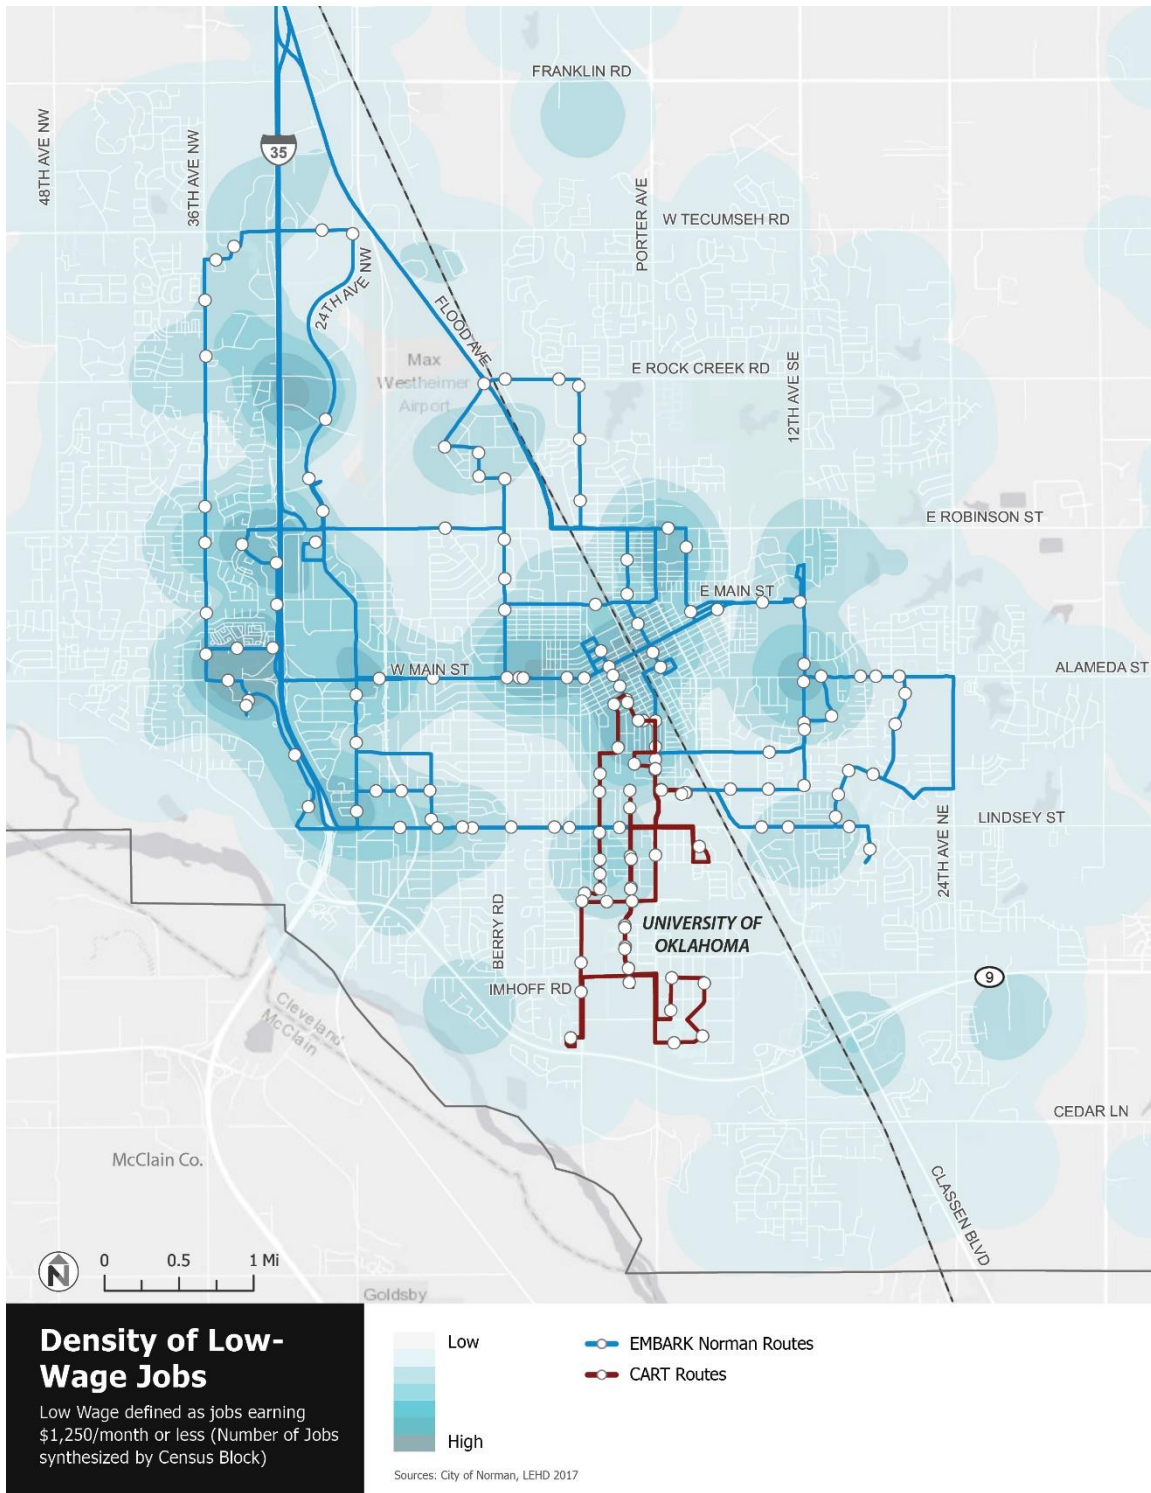 FRANKLIN RD
48TH AVE NW
36TH AVE NW
35
PORTER AVE
W TECUMSEH RD
24TH AVE NW
FLOOD AVE
Max
Westheimer
Airport
E ROCK CREEK RD
12TH AVE SE
E ROBINSON ST
E MAIN ST
W MAIN ST
ALAMEDA ST
LINDSEY ST
24TH AVE NE
BERRY RD
UNIVERSITY OF
OKLAHOMA
IMHOFF RD
9
Cleveland
McClain
CEDAR LN
McClain Co.
CLASSEN BLVD
N
0 0.5 1 Mi
Goldsby
Density of Low-
Wage Jobs
Low Wage defined as jobs earning
$1,250/month or less (Number of Jobs
synthesized by Census Block)
Low
High
EMBARK Norman Routes
CART Routes
Sources: City of Norman, LEHD 2017